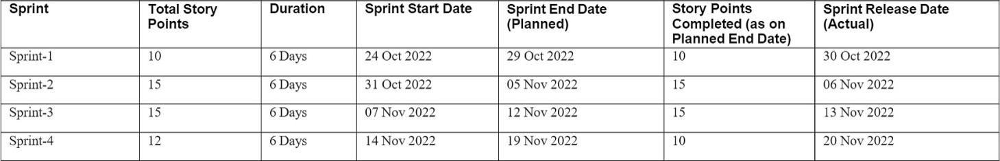 Sprint Total Story Points Duration Sprint Start Date Sprint End Date (Planned) Story Points Completed (as on Planned End Date) Sprint Release Date (Actual)
Sprint-1 10 6 Days 24 Oct 2022 29 Oct 2022 10 30 Oct 2022
Sprint-2 15 6 Days 31 Oct 2022 05 Nov 2022 15 06 Nov 2022
Sprint-3 15 6 Days 07 Nov 2022 12 Nov 2022 15 13 Nov 2022
Sprint-4 12 6 Days 14 Nov 2022 19 Nov 2022 10 20 Nov 2022